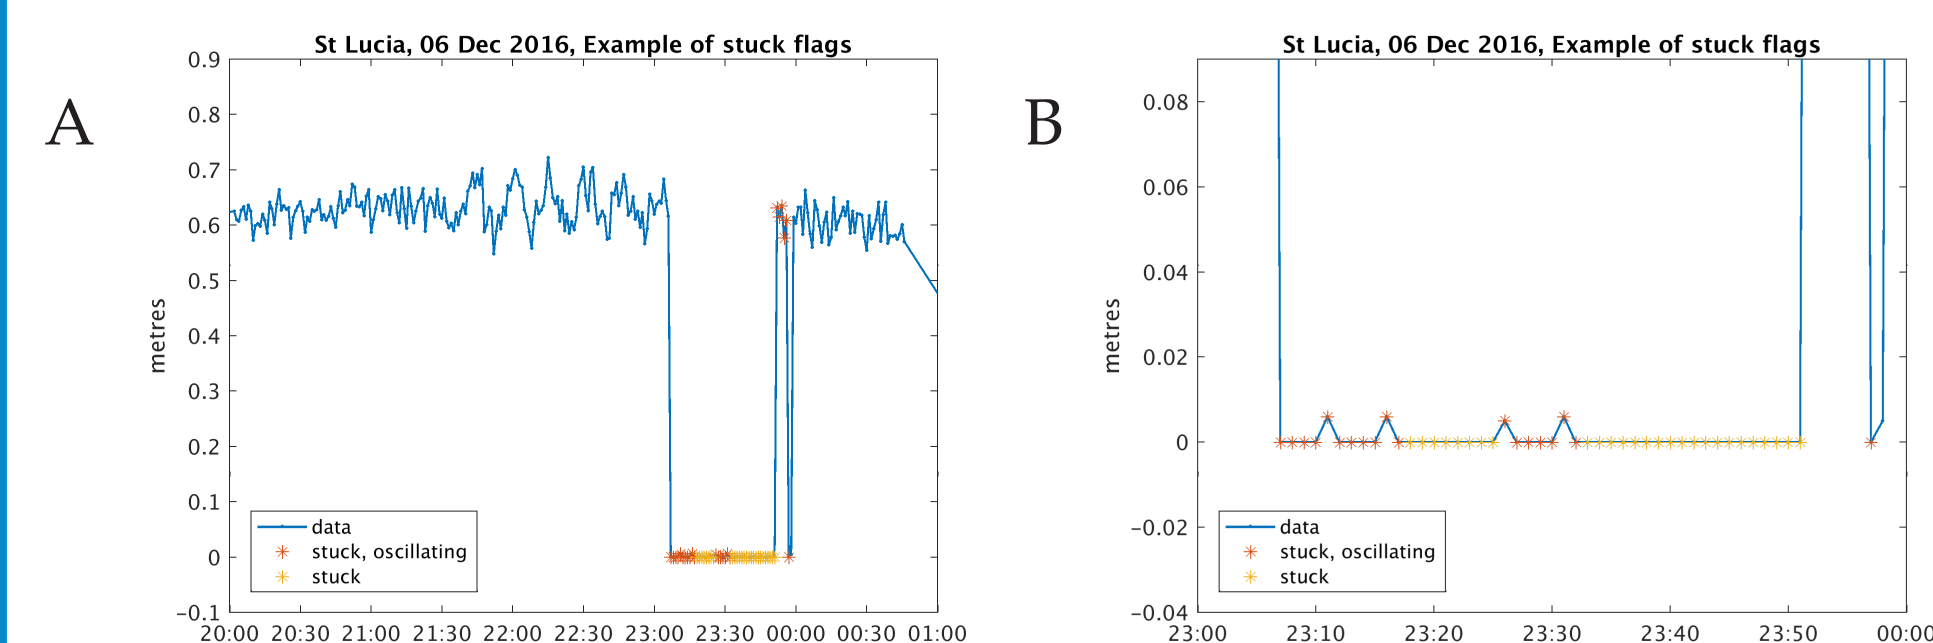 A
St Lucia, 06 Dec 2016, Example of stuck flags
0.9
0.8
0.7
0.6
0.5
0.4
0.3
0.2
0.1
0
−0.1
metres
data
stuck, oscillating
stuck
20:00 20:30 21:00 21:30 22:00 22:30 23:00 23:30 00:00 00:30 01:00
B
St Lucia, 06 Dec 2016, Example of stuck flags
0.08
0.06
0.04
0.02
0
−0.02
−0.04
metres
data
stuck, oscillating
stuck
23:00 23:10 23:20 23:30 23:40 23:50 00:00